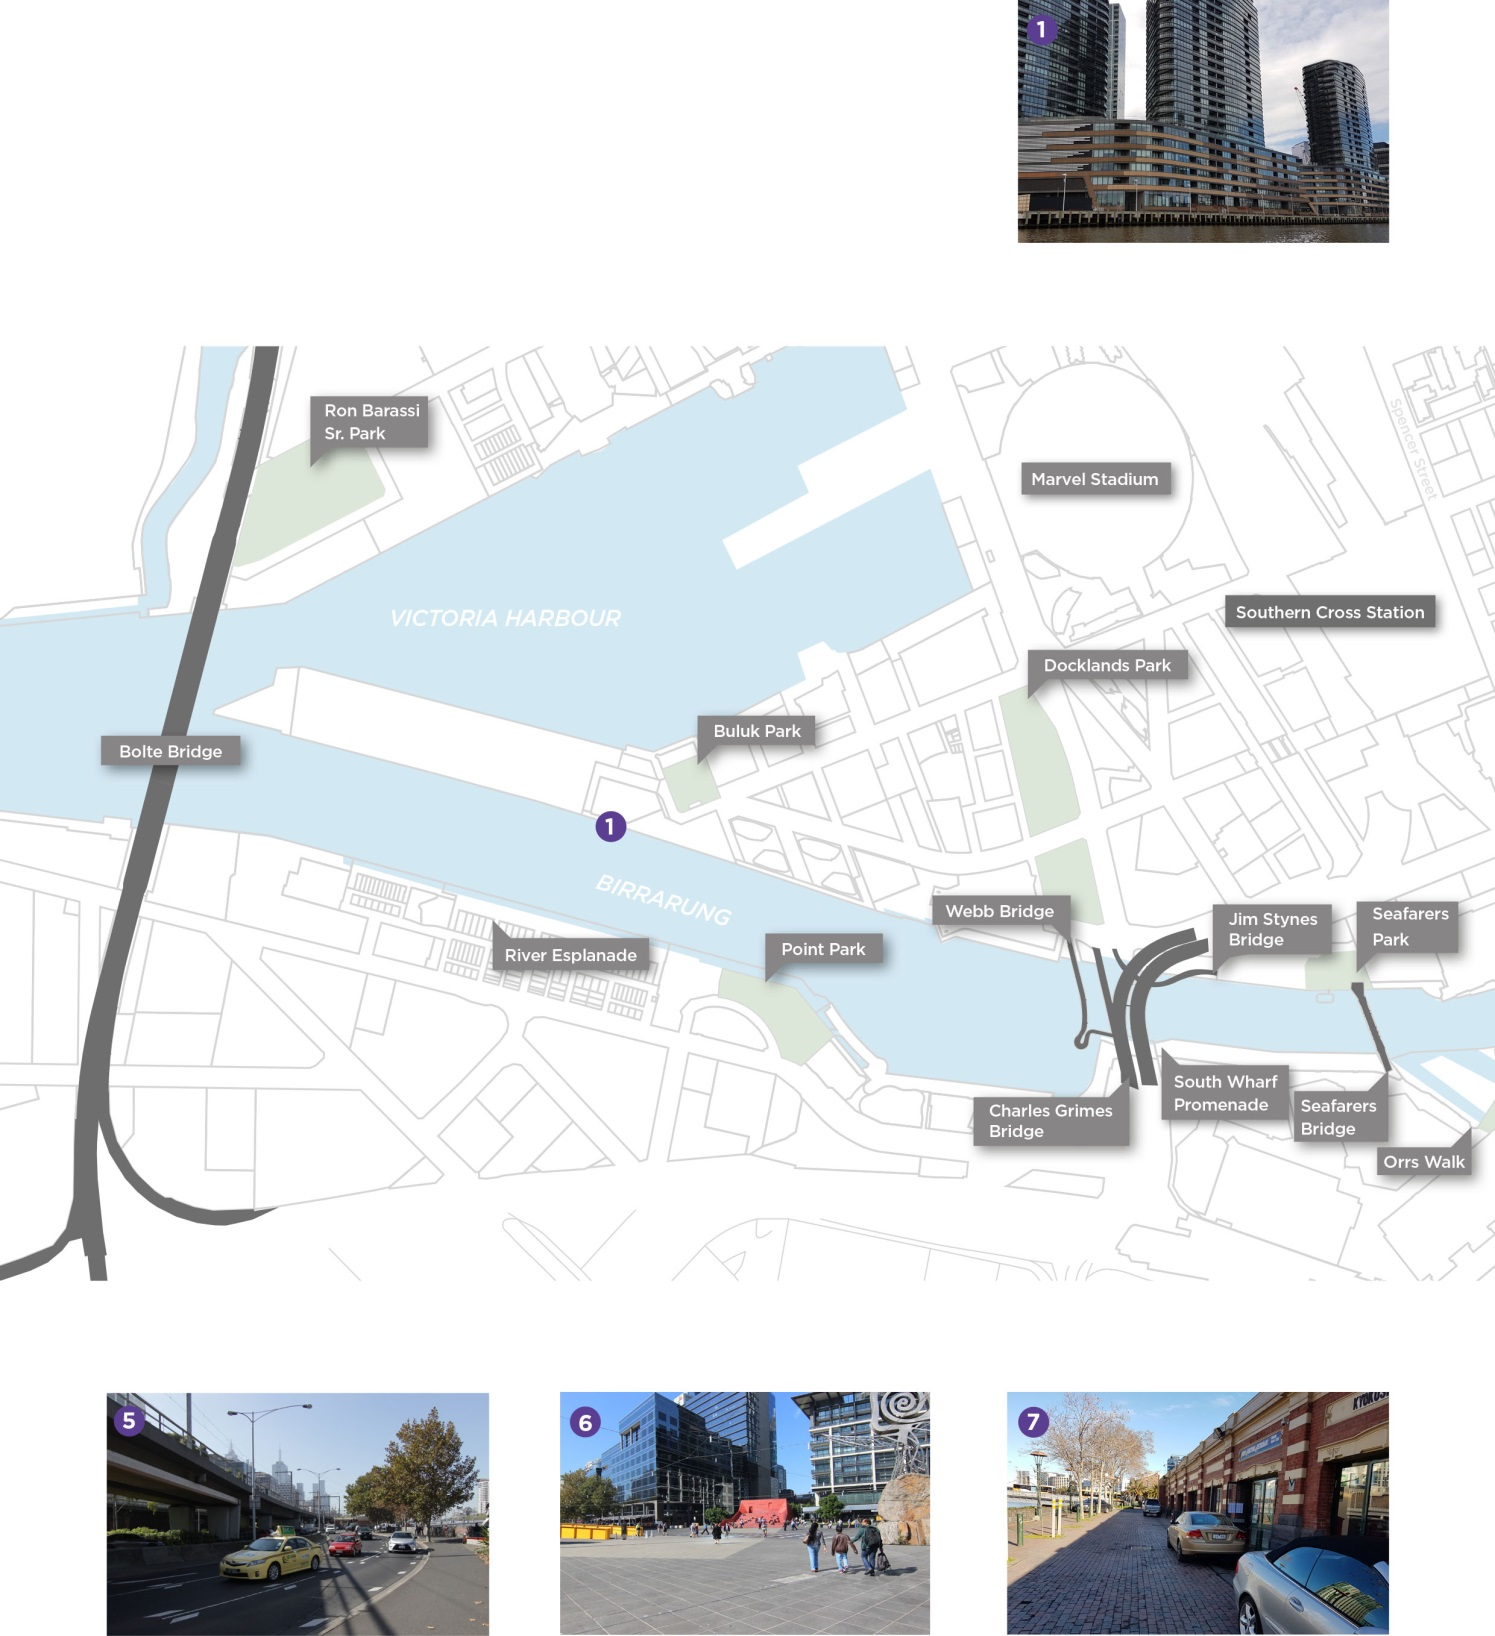 1
Ron Barassi
Sr. Park
Spencer Street
Marvel Stadium
VICTORIA HARBOUR
Southern Cross Station
Docklands Park
Buluk Park
Bolte Bridge
1
BIRRARUNG
Webb Bridge
Jim Stynes
Bridge
Seafarers
Park
River Esplanade
Point Park
South Wharf
Promenade
Charles Grimes
Bridge
Seafarers
Bridge
Orrs Walk
5
6
7